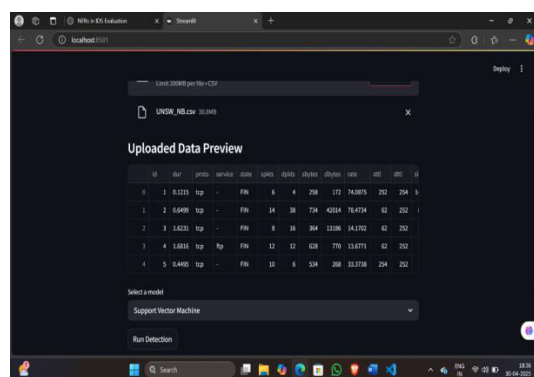 NFRs in IDS Evaluation
Streamlit
localhost:8501
Deploy
Limit 200MB per file • CSV
UNSW_NB.csv 30.8MB
Uploaded Data Preview
id dur proto service state spkts dpkts sbytes dbytes rate sttl dttl
0 1 0.1215 tcp - FIN 6 4 258 172 74.0875 252 254
1 2 0.6499 tcp - FIN 14 38 734 42014 78.4734 62 252
2 3 1.6231 tcp - FIN 8 16 364 13186 14.1702 62 252
3 4 1.6816 tcp ftp FIN 12 12 628 770 13.6771 62 252
4 5 0.4495 tcp - FIN 10 6 534 268 33.3738 254 252
Select a model
Support Vector Machine
Run Detection
Search
ENG
IN
18:36
30-04-2025